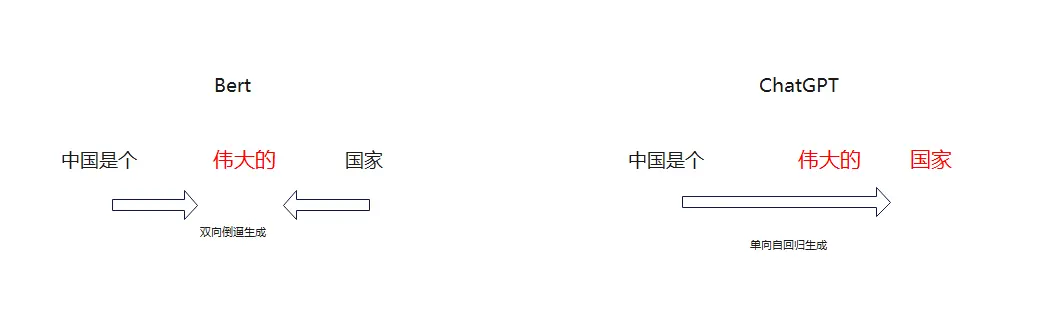 Bert
中国是个 伟大的 国家
双向倒逼生成
ChatGPT
中国是个 伟大的 国家
单向自回归生成